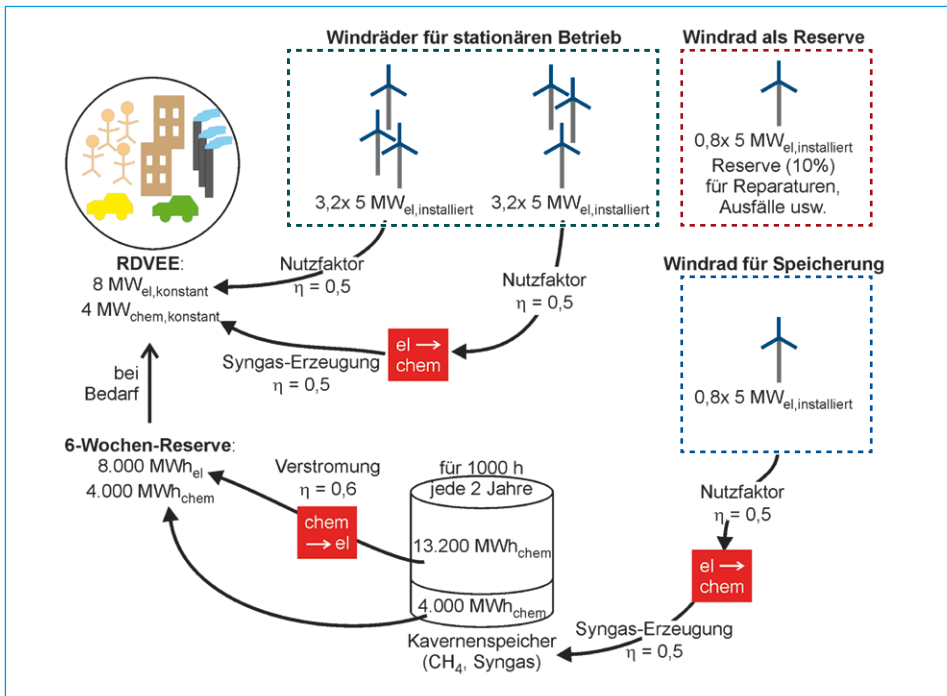 Windräder für stationären Betrieb
3,2x 5 MWel,installiert
3,2x 5 MWel,installiert
Windrad als Reserve
0,8x 5 MWel,installiert
Reserve (10%)
für Reparaturen,
Ausfälle usw.
RDVEE:
8 MWel,konstant
4 MWchem,konstant
Nutzfaktor
η = 0,5
Nutzfaktor
η = 0,5
el →
chem
Syngas-Erzeugung
η = 0,5
Windrad für Speicherung
0,8x 5 MWel,installiert
bei
Bedarf
6-Wochen-Reserve:
8.000 MWhel
4.000 MWhchem
Verstromung
η = 0,6
chem
→ el
für 1000 h
jede 2 Jahre
13.200 MWhchem
4.000 MWhchem
Kavernenspeicher
(CH4, Syngas)
Nutzfaktor
η = 0,5
el →
chem
Syngas-Erzeugung
η = 0,5